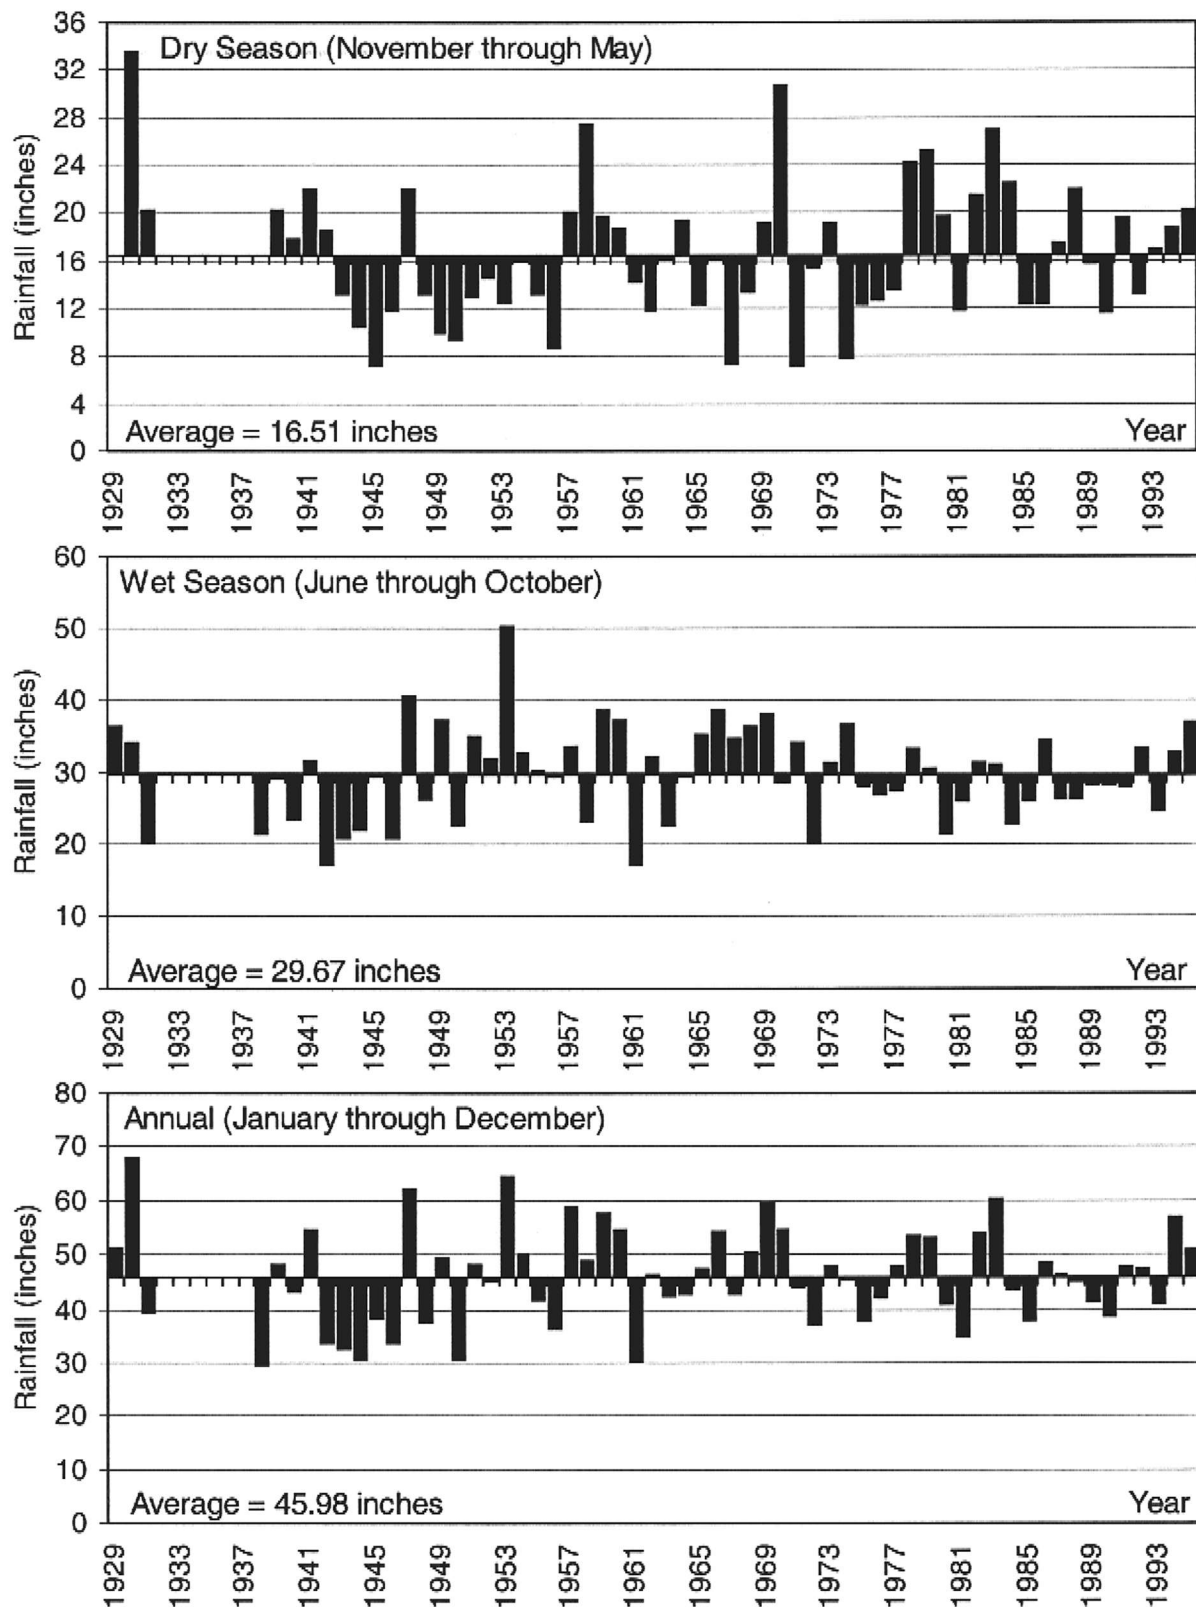 36
Dry Season (November through May)
32
28
24
20
16
12
8
4
0
Rainfall (inches)
Average = 16.51 inches
Year
1929 1933 1937 1941 1945 1949 1953 1957 1961 1965 1969 1973 1977 1981 1985 1989 1993
60
Wet Season (June through October)
50
40
30
20
10
0
Rainfall (inches)
Average = 29.67 inches
Year
1929 1933 1937 1941 1945 1949 1953 1957 1961 1965 1969 1973 1977 1981 1985 1989 1993
80
Annual (January through December)
70
60
50
40
30
20
10
0
Rainfall (inches)
Average = 45.98 inches
Year
1929 1933 1937 1941 1945 1949 1953 1957 1961 1965 1969 1973 1977 1981 1985 1989 1993